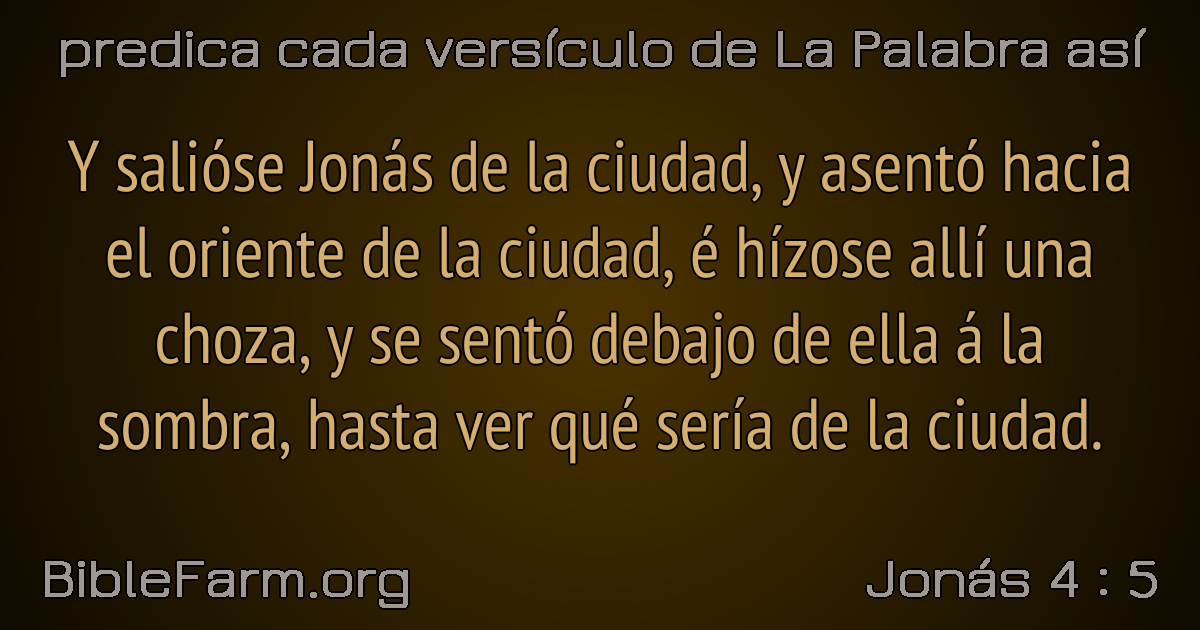 predica cada versículo de La Palabra así
Y salióse Jonás de la ciudad, y asentó hacia
el oriente de la ciudad, é hízose allí una
choza, y se sentó debajo de ella á la
sombra, hasta ver qué sería de la ciudad.
BibleFarm.org
Jonás 4 : 5